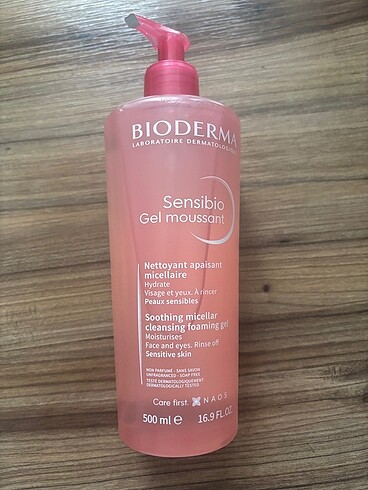 BIODERMA
LABORATOIRE DERMATOLOGIQUE
Sensibio
Gel moussant
Nettoyant apaisant
micellaire
Hydrate
Visage et yeux. À rincer
Peaux sensibles
Soothing micellar
cleansing foaming gel
Moisturises
Face and eyes. Rinse off
Sensitive skin
NON PARFUMÉ - SANS SAVON
UNFRAGRANCED - SOAP FREE
TESTÉ DERMATOLOGIQUEMENT
DERMATOLOGICALLY TESTED
Care first. NAOS
500 ml e 16.9 FL.OZ.